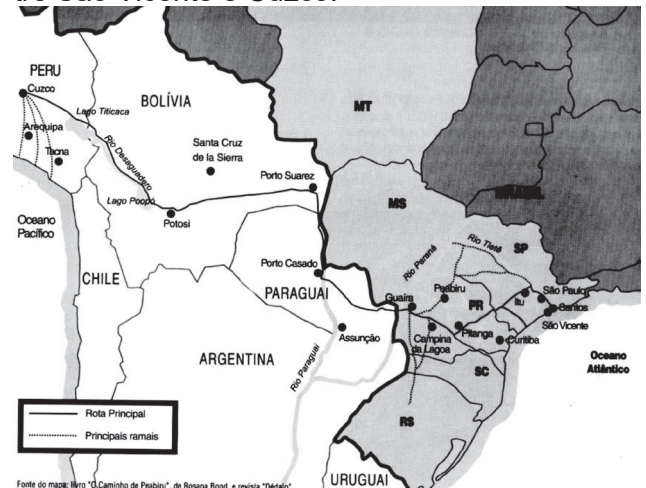 São Vicente e Cuzco.
PERU
Cuzco
Lago Titicaca
BOLÍVIA
MT
Arequipa
Tacna
Rio Desaguadero
Santa Cruz
de la Sierra
Porto Suarez
BRASIL
MS
Lago Poopó
Potosi
Oceano
Pacífico
Rio Tietê
SP
Rio Paraná
CHILE
Porto Casado
PARAGUAI
Guaíra
Peabiru
PR
Itu
São Paulo
Santos
São Vicente
Assunção
Campina
da Lagoa
Pitanga
Curitiba
Rio Paraguai
ARGENTINA
SC
Oceano
Atlântico
Rota Principal
Principais ramais
RS
Fonte do mapa: livro "O Caminho de Peabiru", de Rosana Bond, e revista "Dédalo"
URUGUAI